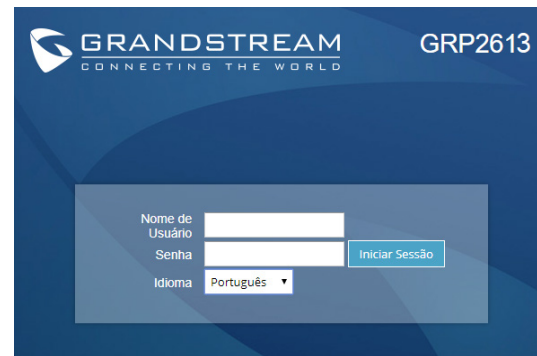 GRANDSTREAM
CONNECTING THE WORLD
GRP2613
Nome de
Usuário
Senha
Iniciar Sessão
Idioma
Português